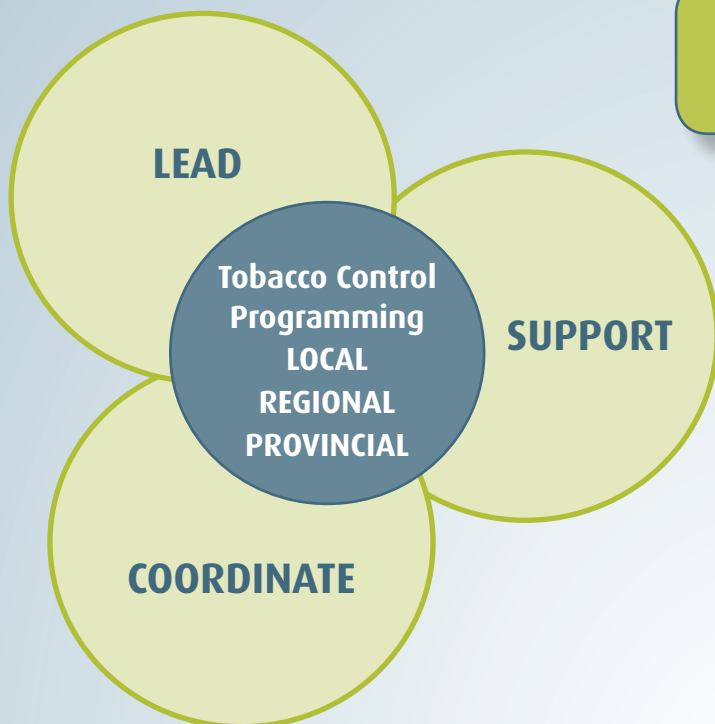 LEAD
Tobacco Control
Programming
LOCAL
REGIONAL
PROVINCIAL
SUPPORT
COORDINATE